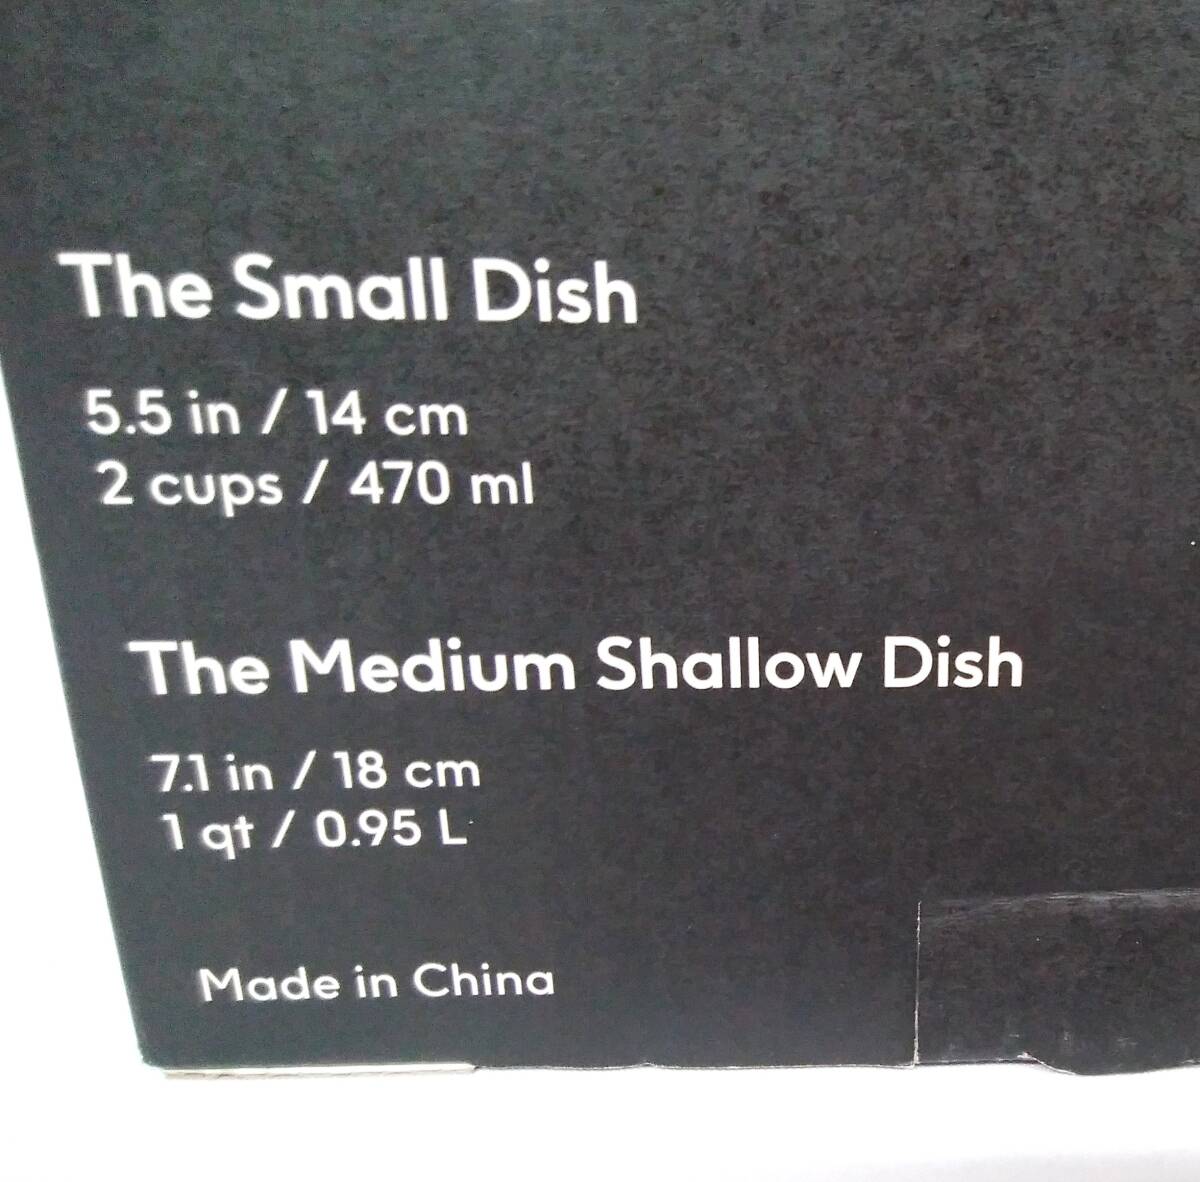 The Small Dish
5.5 in / 14 cm
2 cups / 470 ml
The Medium Shallow Dish
7.1 in / 18 cm
1 qt / 0.95 L
Made in China